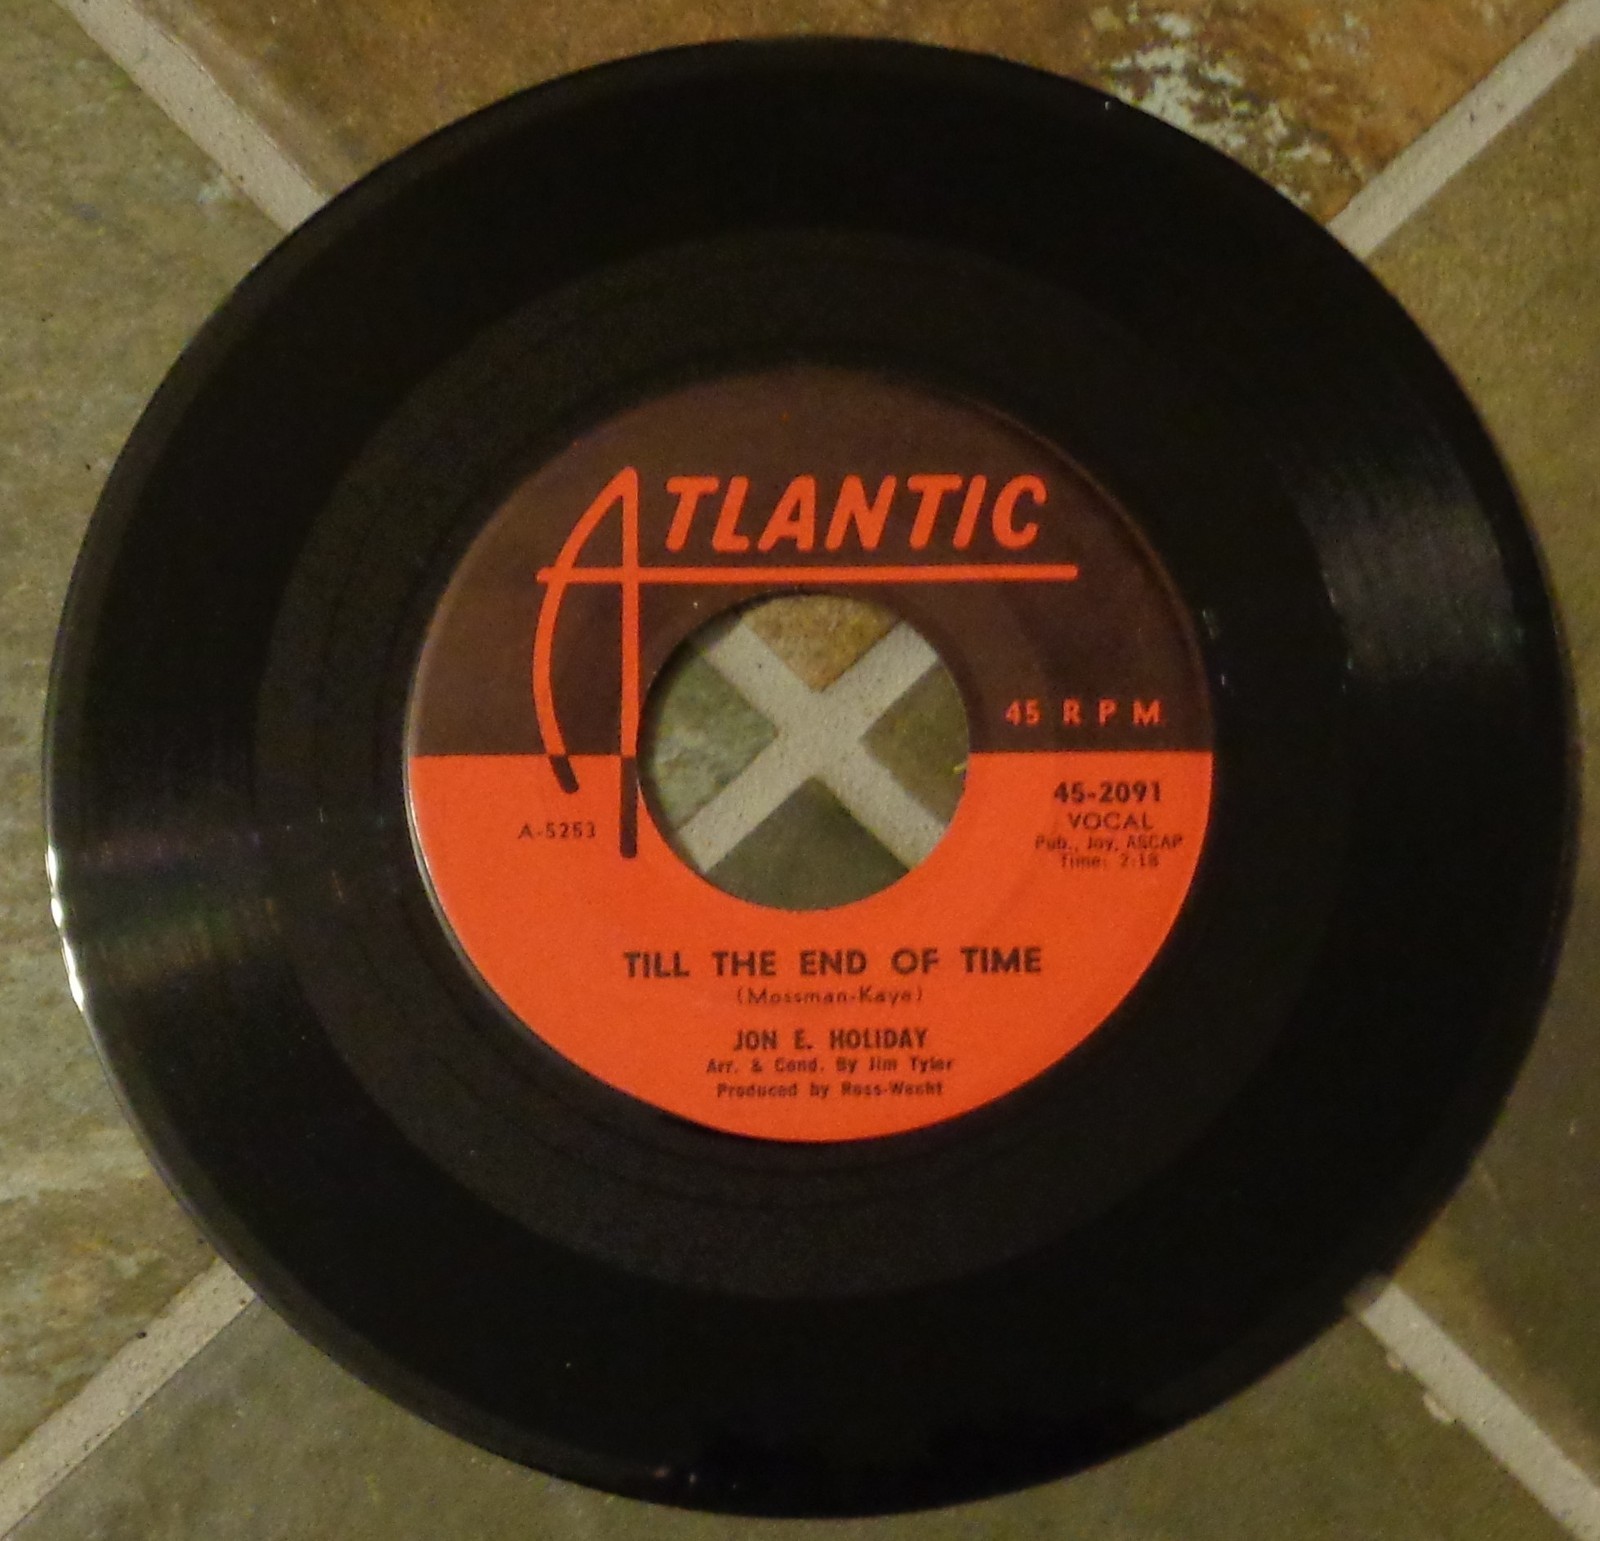 ATLANTIC
45 R P M
A-5253
45-2091
VOCAL
Pub., Joy, ASCAP
Time: 2:18
TILL THE END OF TIME
(Mossman-Kaye)
JON E. HOLIDAY
Arr. & Cond. By Jim Tyler
Produced by Ross-Wecht